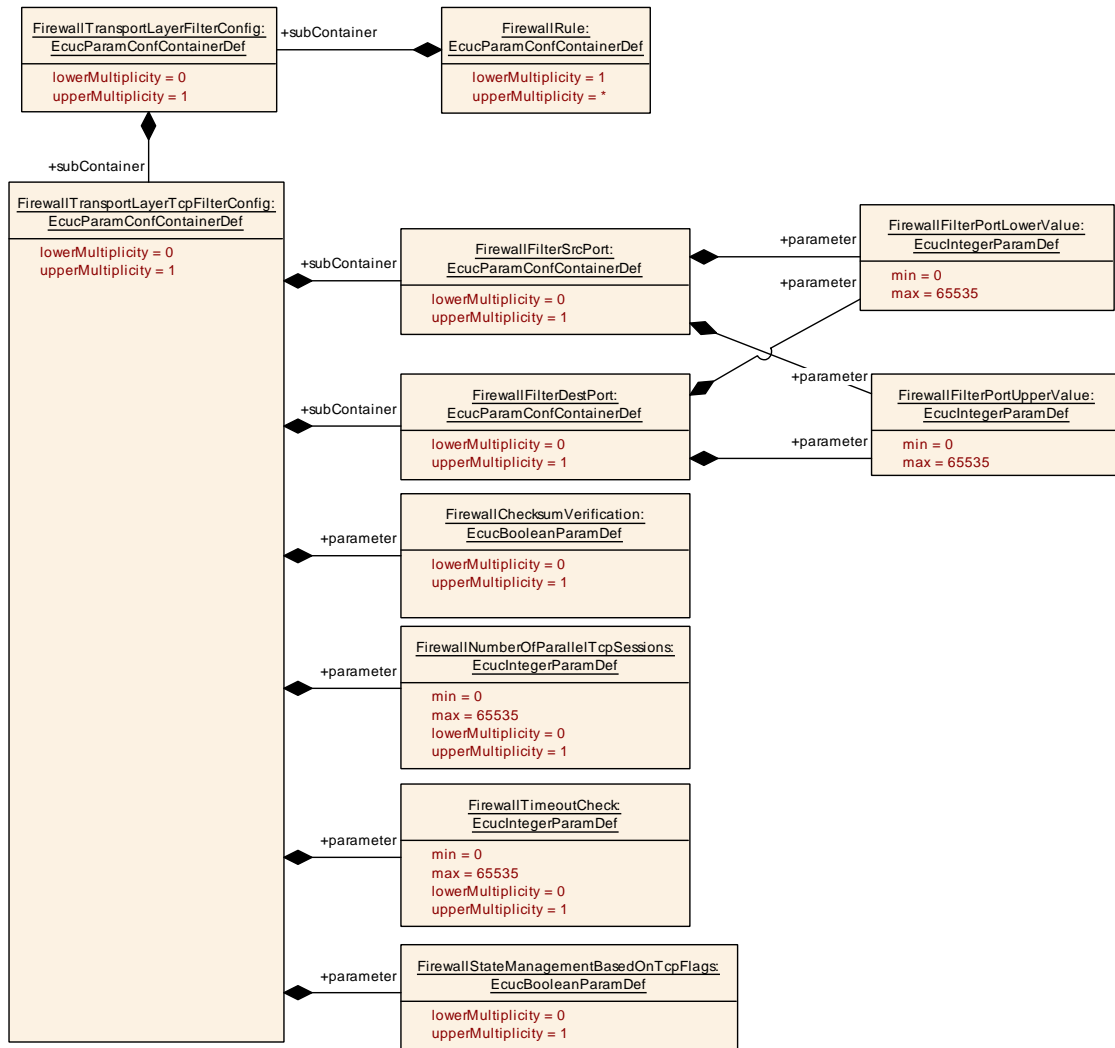 FirewallTransportLayerFilterConfig:
EcucParamConfContainerDef
lowerMultiplicity = 0
upperMultiplicity = 1
+subContainer
FirewallRule:
EcucParamConfContainerDef
lowerMultiplicity = 1
upperMultiplicity = *
+subContainer
FirewallTransportLayerTcpFilterConfig:
EcucParamConfContainerDef
lowerMultiplicity = 0
upperMultiplicity = 1
+subContainer
FirewallFilterSrcPort:
EcucParamConfContainerDef
lowerMultiplicity = 0
upperMultiplicity = 1
+parameter
+parameter
FirewallFilterPortLowerValue:
EcucIntegerParamDef
min = 0
max = 65535
+subContainer
FirewallFilterDestPort:
EcucParamConfContainerDef
lowerMultiplicity = 0
upperMultiplicity = 1
+parameter
+parameter
FirewallFilterPortUpperValue:
EcucIntegerParamDef
min = 0
max = 65535
+parameter
FirewallChecksumVerification:
EcucBooleanParamDef
lowerMultiplicity = 0
upperMultiplicity = 1
+parameter
FirewallNumberOfParallelTcpSessions:
EcucIntegerParamDef
min = 0
max = 65535
lowerMultiplicity = 0
upperMultiplicity = 1
+parameter
FirewallTimeoutCheck:
EcucIntegerParamDef
min = 0
max = 65535
lowerMultiplicity = 0
upperMultiplicity = 1
+parameter
FirewallStateManagementBasedOnTcpFlags:
EcucBooleanParamDef
lowerMultiplicity = 0
upperMultiplicity = 1